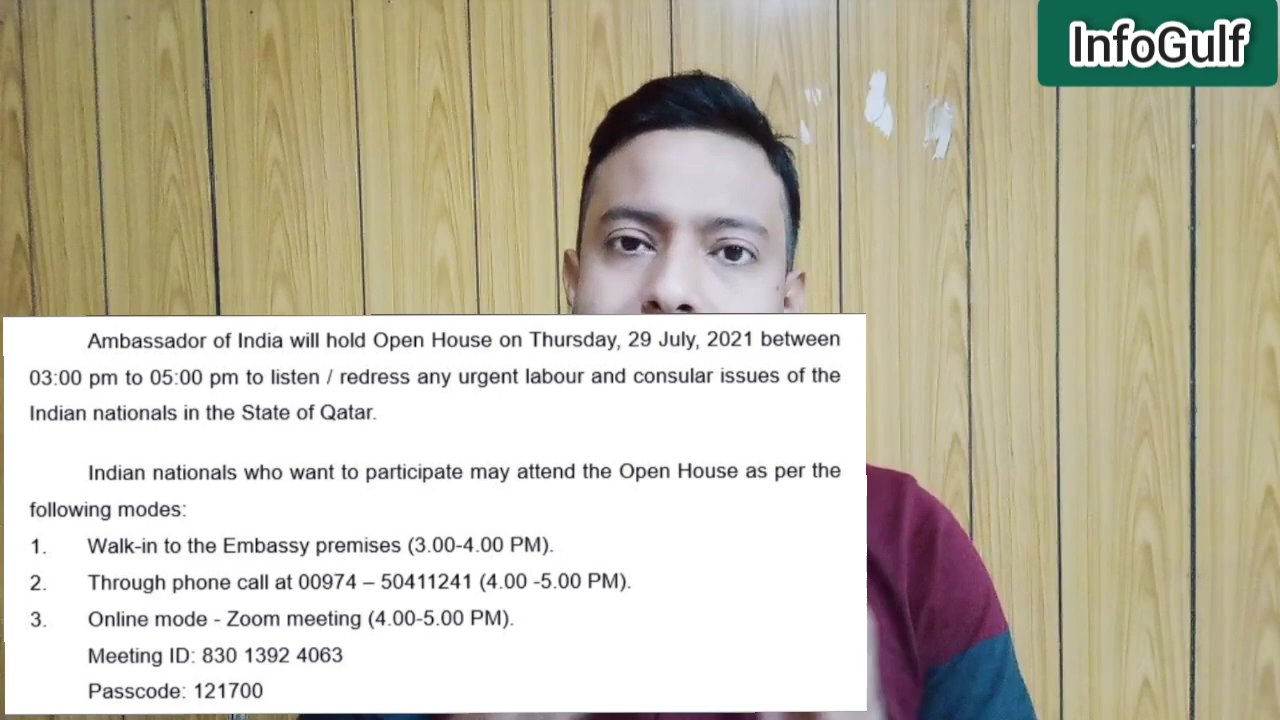 InfoGulf
Ambassador of India will hold Open House on Thursday, 29 July, 2021 between
03:00 pm to 05:00 pm to listen / redress any urgent labour and consular issues of the
Indian nationals in the State of Qatar.
Indian nationals who want to participate may attend the Open House as per the
following modes:
1. Walk-in to the Embassy premises (3.00-4.00 PM).
2. Through phone call at 00974 – 50411241 (4.00 -5.00 PM).
3. Online mode - Zoom meeting (4.00-5.00 PM).
Meeting ID: 830 1392 4063
Passcode: 121700